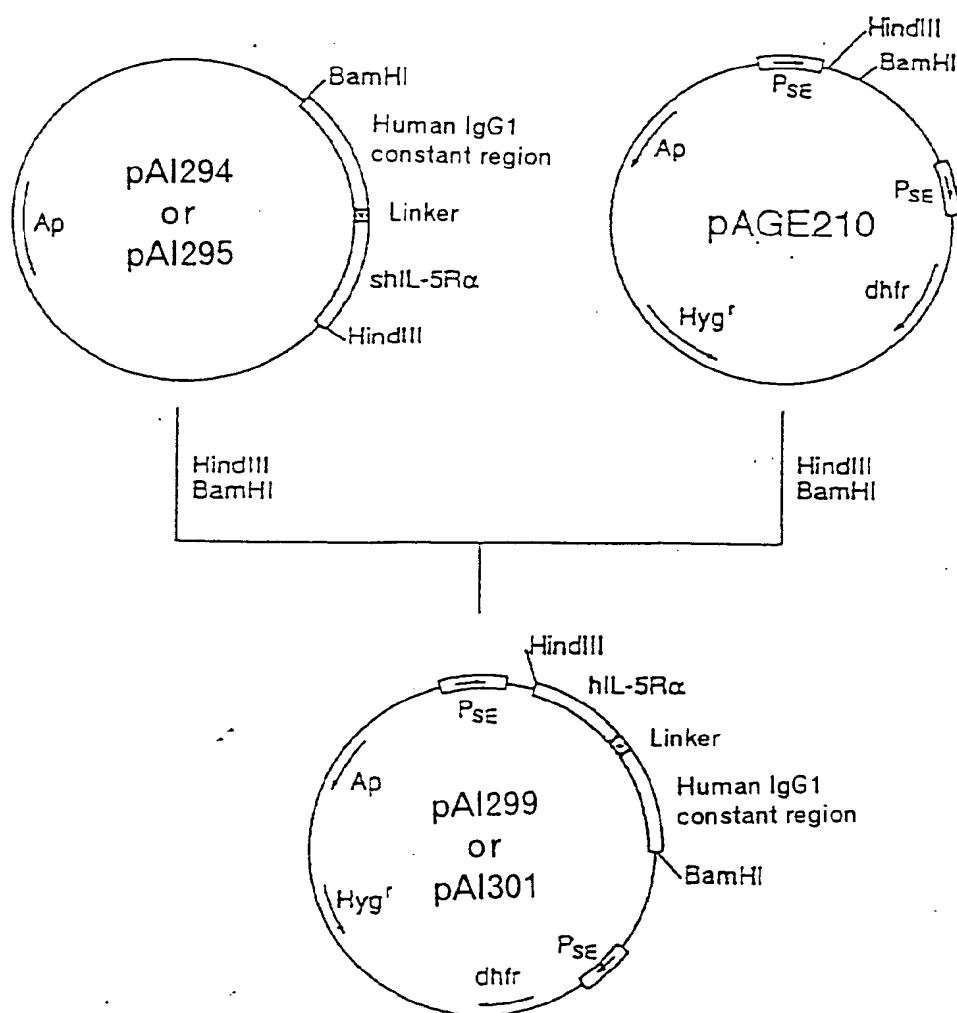 BamHI
Human IgG1
constant region
Linker
shIL-5Rα
HindIII
Ap
pAI294
or
pAI295
HindIII
BamHI
PSE
PSE
Ap
pAGE210
dhfr
Hygr
HindIII
BamHI
HindIII
BamHI
HindIII
hIL-5Rα
PSE
Linker
Ap
Human IgG1
constant region
pAI299
or
pAI301
BamHI
Hygr
PSE
dhfr